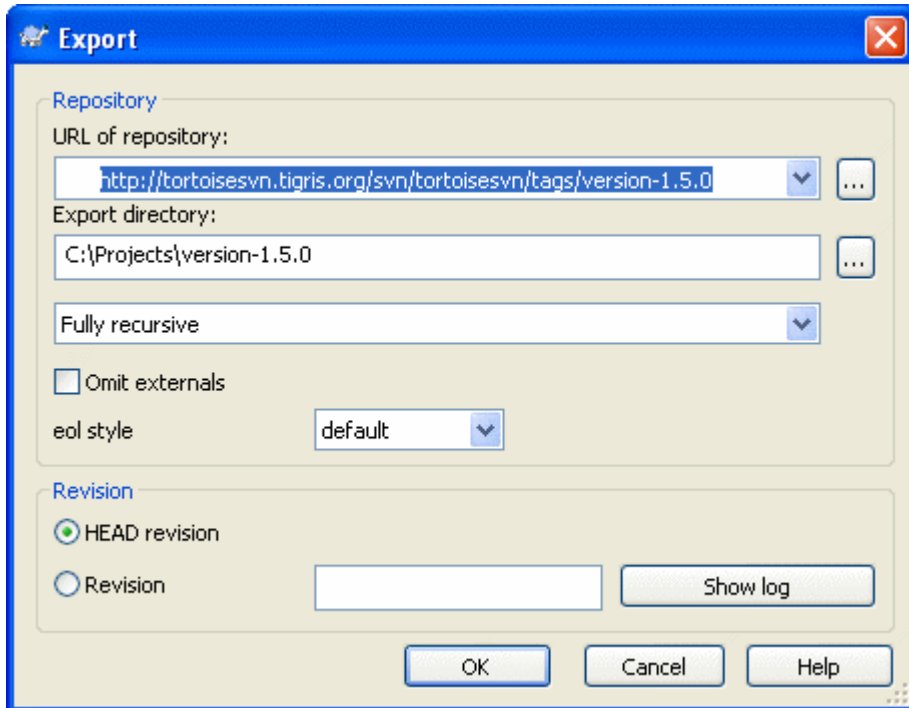 Export
Repository
URL of repository:
http://tortoisesvn.tigris.org/svn/tortoisesvn/tags/version-1.5.0
...
Export directory:
C:\Projects\version-1.5.0
...
Fully recursive
Omit externals
eol style default
Revision
HEAD revision
Revision Show log
OK Cancel Help